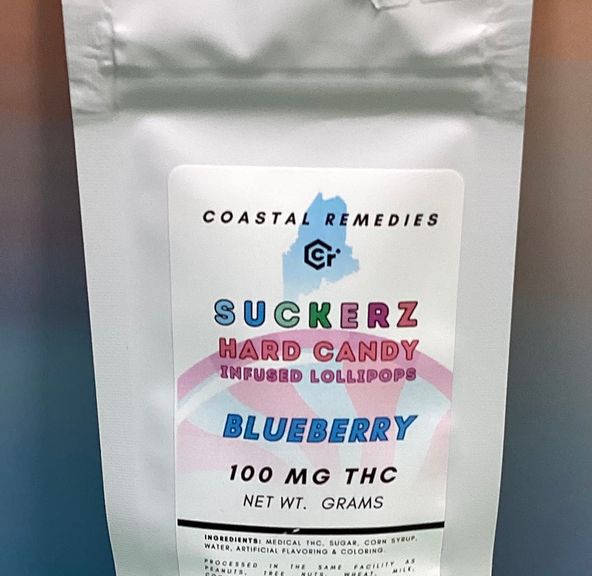 COASTAL REMEDIES
Cr
SUCKERZ
HARD CANDY
INFUSED LOLLIPOPS
BLUEBERRY
100 MG THC
NET WT. GRAMS
INGREDIENTS: MEDICAL THC, SUGAR, CORN SYRUP,
WATER, ARTIFICIAL FLAVORING & COLORING.
PROCESSED IN THE SAME FACILITY AS
PEANUTS, TREE NUTS, WHEAT, MILK,